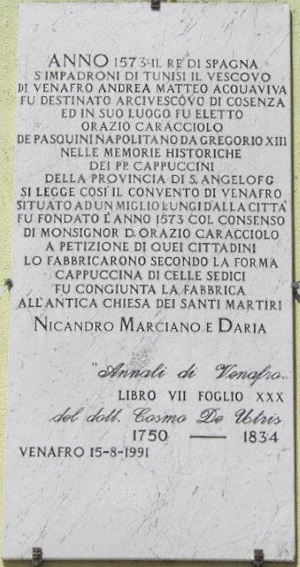 ANNO 1573 IL RE DI SPAGNA
S'IMPADRONI DI TUNISI IL VESCOVO
DI VENAFRO ANDREA MATTEO ACQUAVIVA
FU DESTINATO ARCIVESCOVO DI COSENZA
ED IN SUO LUOGO FU ELETTO
ORAZIO CARACCIOLO
DE PASQUINI NAPOLITANO DA GREGORIO XIII
NELLE MEMORIE HISTORICHE
DEI PP. CAPPUCCINI
DELLA PROVINCIA DI S. ANGELO FG
SI LEGGE COSÌ IL CONVENTO DI VENAFRO
SITUATO AD UN MIGLIO LUNGI DALLA CITTÀ
FU FONDATO L'ANNO 1573 COL CONSENSO
DI MONSIGNOR D. ORAZIO CARACCIOLO
A PETIZIONE DI QUEI CITTADINI
LO FABBRICARONO SECONDO LA FORMA
CAPPUCCINA DI CELLE SEDICI
FU CONGIUNTA LA FABBRICA
ALL'ANTICA CHIESA DEI SANTI MARTIRI
NICANDRO MARCIANO E DARIA
"Annali di Venafro"
LIBRO VII FOGLIO XXX
del dott. Cosmo De Utris
1750 — 1834
VENAFRO 15-8-1991